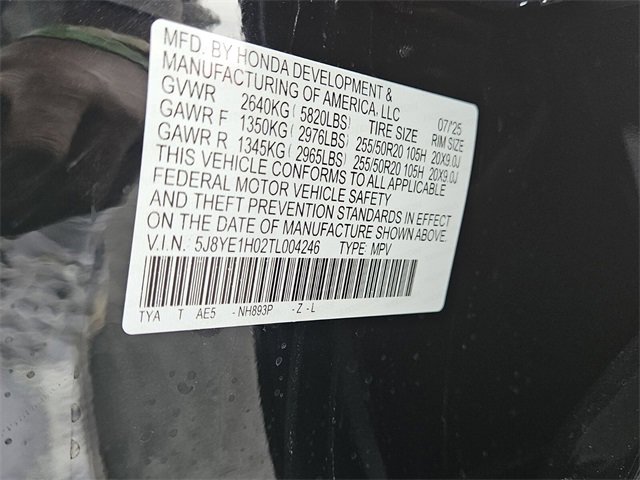 MFD. BY HONDA DEVELOPMENT &
MANUFACTURING OF AMERICA, LLC 07/'25
GVWR 2640KG ( 5820LBS) TIRE SIZE RIM SIZE
GAWR F 1350KG ( 2976LBS) 255/50R20 105H 20X9.0J
GAWR R 1345KG ( 2965LBS) 255/50R20 105H 20X9.0J
THIS VEHICLE CONFORMS TO ALL APPLICABLE
FEDERAL MOTOR VEHICLE SAFETY
AND THEFT PREVENTION STANDARDS IN EFFECT
ON THE DATE OF MANUFACTURE SHOWN ABOVE.
V.I.N. 5J8YE1H02TL004246 TYPE: MPV
TYA T AE5 - NH893P - Z - L